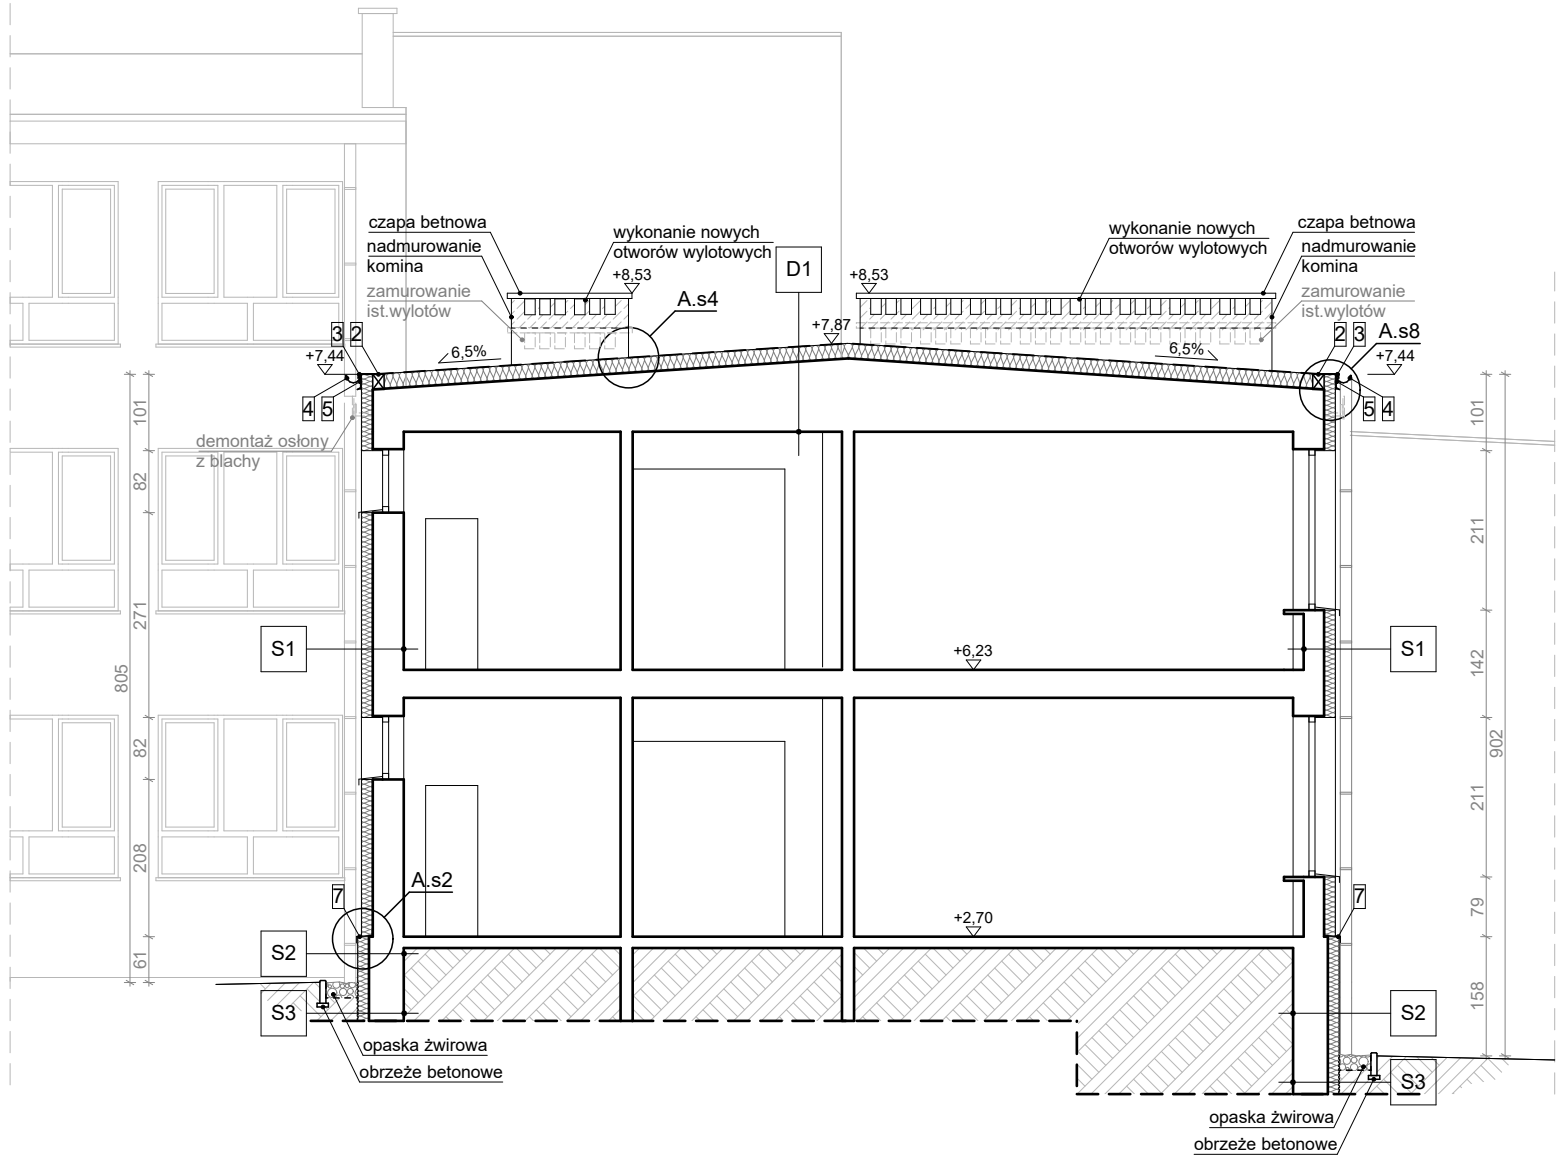 czapa betnowa
nadmurowanie
komina
zamurowanie
ist.wylotów
wykonanie nowych
otworów wylotowych
+8,53
D1
A.s4
+8,53
+7,87
wykonanie nowych
otworów wylotowych
czapa betnowa
nadmurowanie
komina
zamurowanie
ist.wylotów
A.s8
3 2
+7,44
6,5%
6,5%
2 3
+7,44
4 5
5 4
demontaż osłony
z blachy
101
82
271
82
208
61
805
101
211
142
211
79
158
902
S1
+6,23
S1
7
A.s2
+2,70
7
S2
S3
S2
S3
opaska żwirowa
obrzeże betonowe
opaska żwirowa
obrzeże betonowe